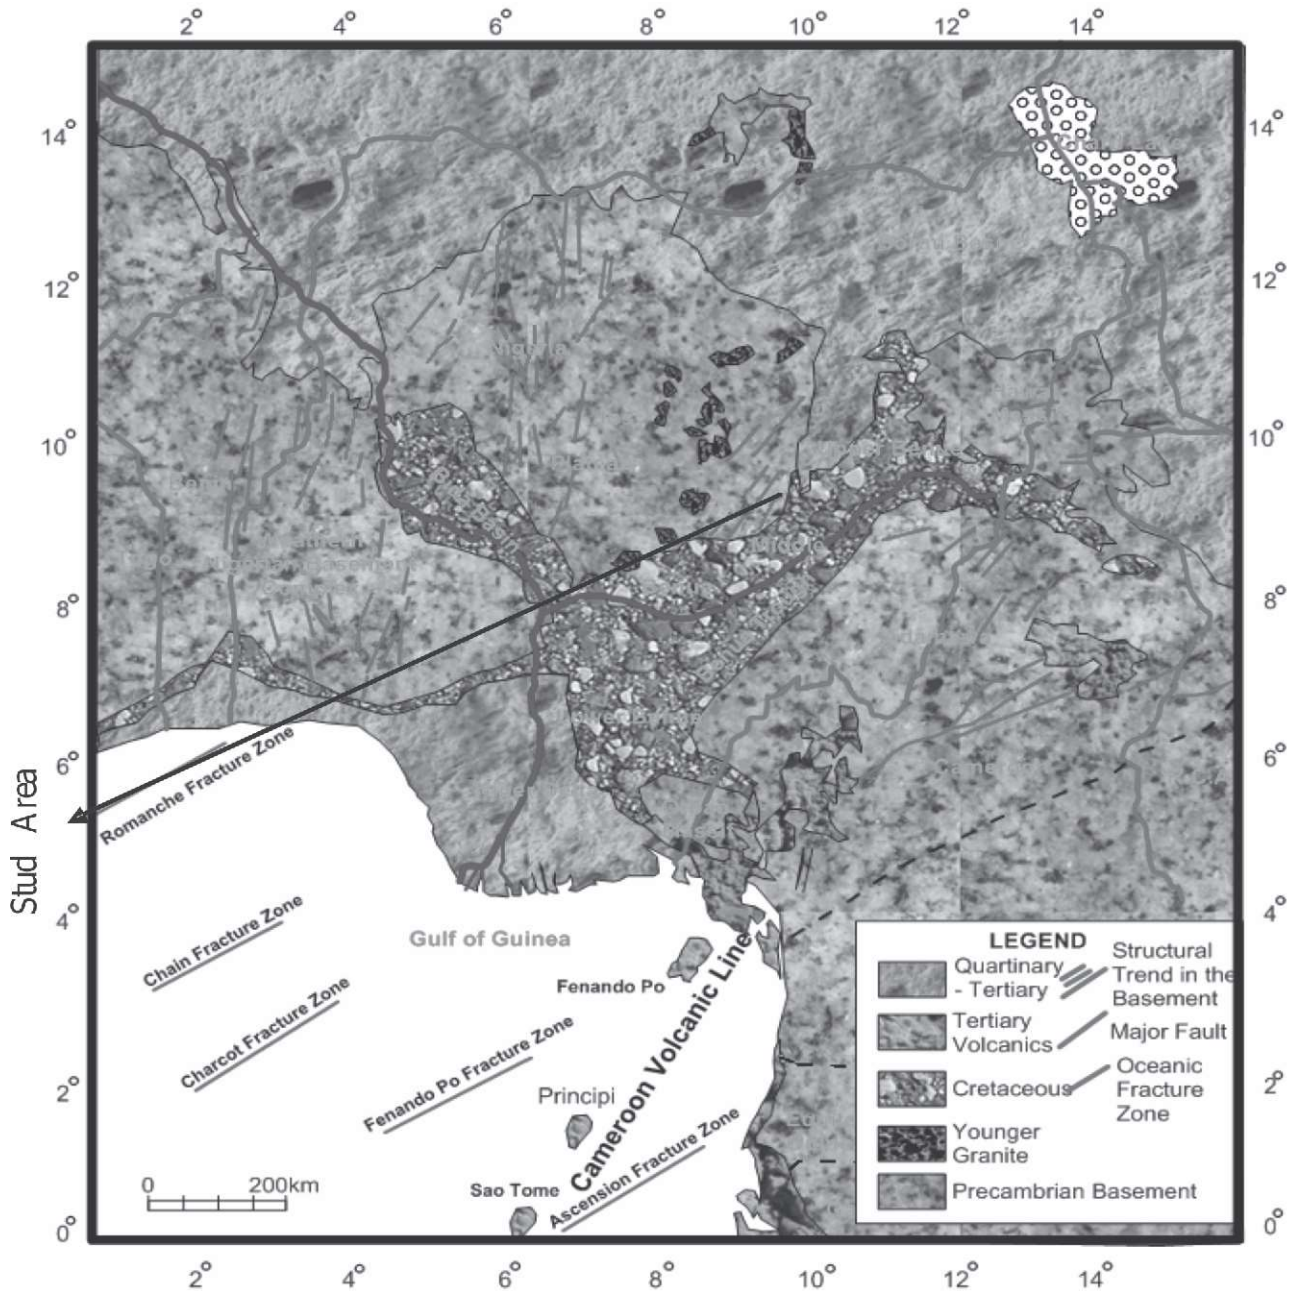 2° 4° 6° 8° 10° 12° 14°
14° 14°
12° 12°
10° 10°
8° 8°
6° 6°
Stud Area
Romanche Fracture Zone
4° 4°
Chain Fracture Zone
Gulf of Guinea
Fenando Po
Charcot Fracture Zone
Fenando Po Fracture Zone
Cameroon Volcanic Line
2° 2°
Principi
Ascension Fracture Zone
Sao Tome
0 200km
0° 0°
2° 4° 6° 8° 10° 12° 14°
LEGEND
Quartinary
- Tertiary
Tertiary
Volcanics
Cretaceous
Younger
Granite
Precambrian Basement
Structural
Trend in the
Basement
Major Fault
Oceanic
Fracture
Zone